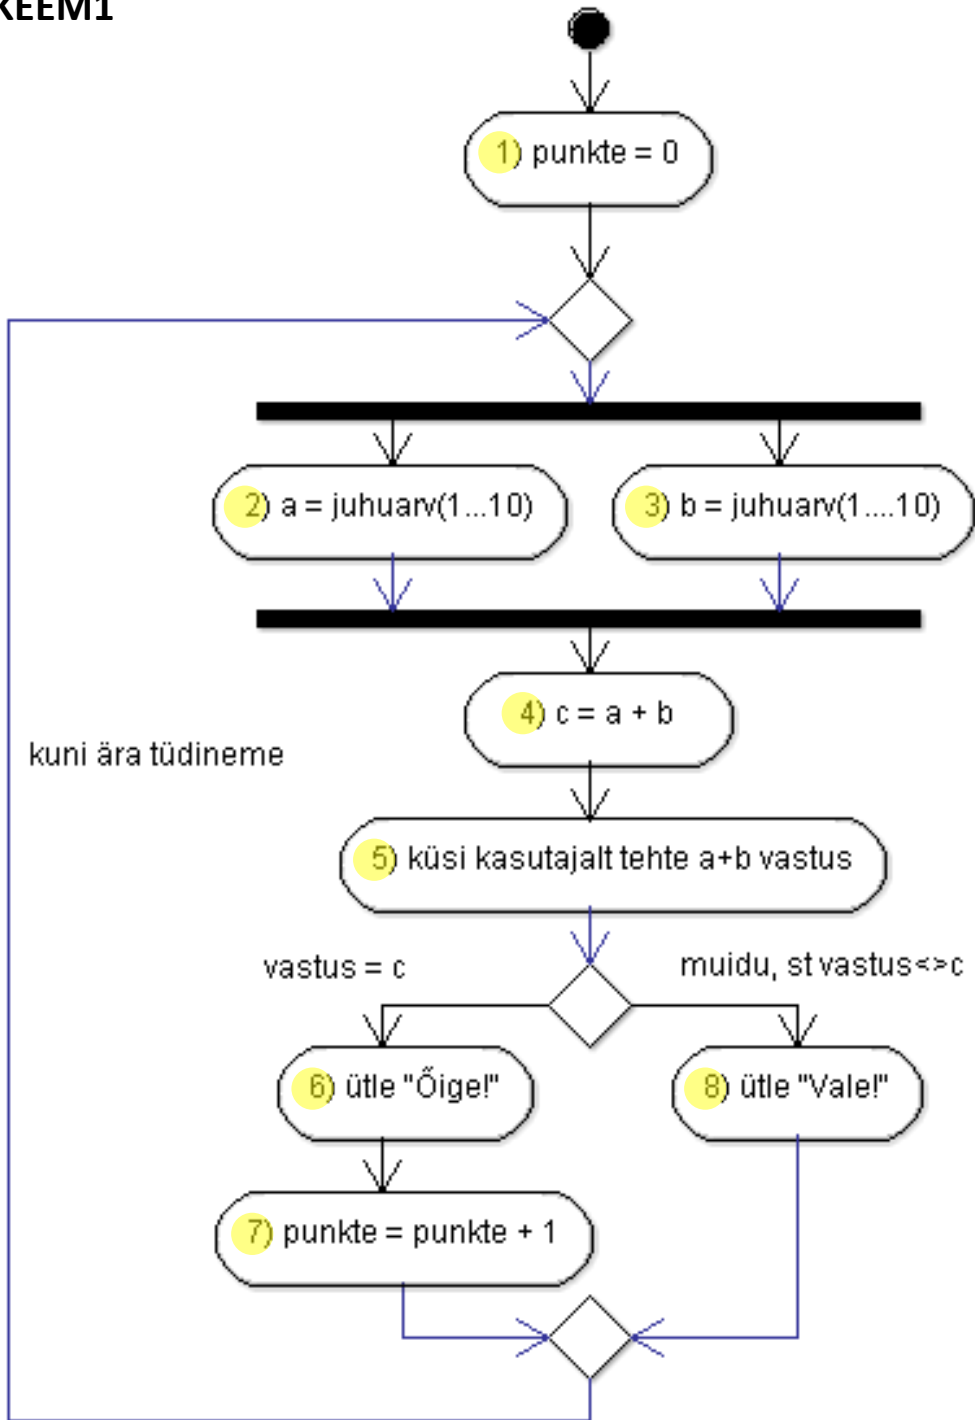 KEEM1
1) punkte = 0
2) a = juhuarv(1...10)
3) b = juhuarv(1....10)
4) c = a + b
kuni ära tüdineme
5) küsi kasutajalt tehte a+b vastus
vastus = c
muidu, st vastus<>c
6) ütle "Õige!"
8) ütle "Vale!"
7) punkte = punkte + 1